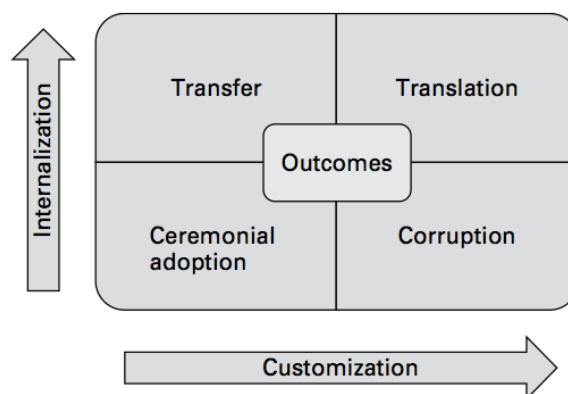 Internalization
Transfer
Translation
Outcomes
Ceremonial
adoption
Corruption
Customization